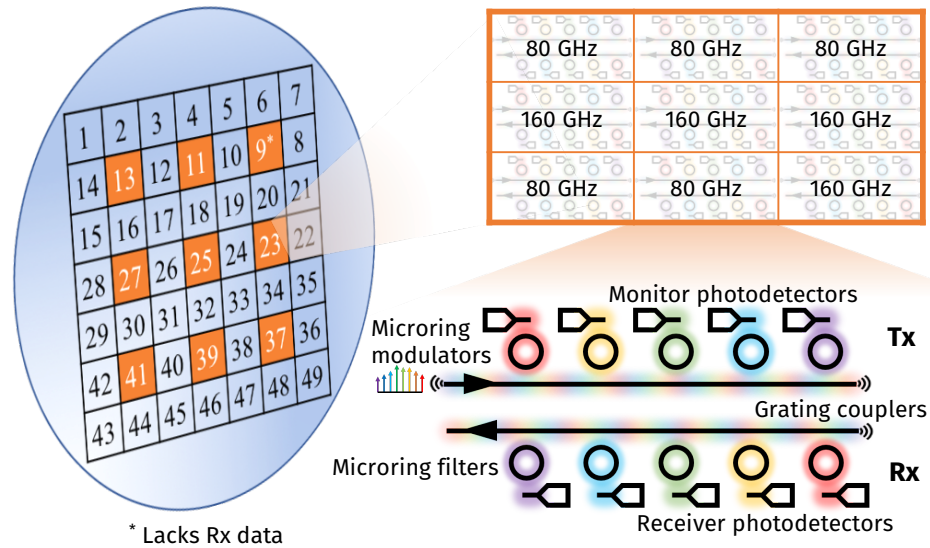 1 2 3 4 5 6 7
14 13 12 11 10 9* 8
15 16 17 18 19 20 21
28 27 26 25 24 23 22
29 30 31 32 33 34 35
42 41 40 39 38 37 36
43 44 45 46 47 48 49
* Lacks Rx data
80 GHz 80 GHz 80 GHz
160 GHz 160 GHz 160 GHz
80 GHz 80 GHz 160 GHz
Monitor photodetectors
Microring
modulators
Tx
Grating couplers
Microring filters
Rx
Receiver photodetectors